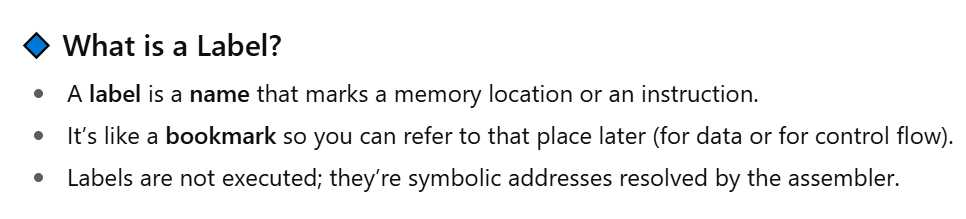 What is a Label?
A label is a name that marks a memory location or an instruction.
It’s like a bookmark so you can refer to that place later (for data or for control flow).
Labels are not executed; they’re symbolic addresses resolved by the assembler.